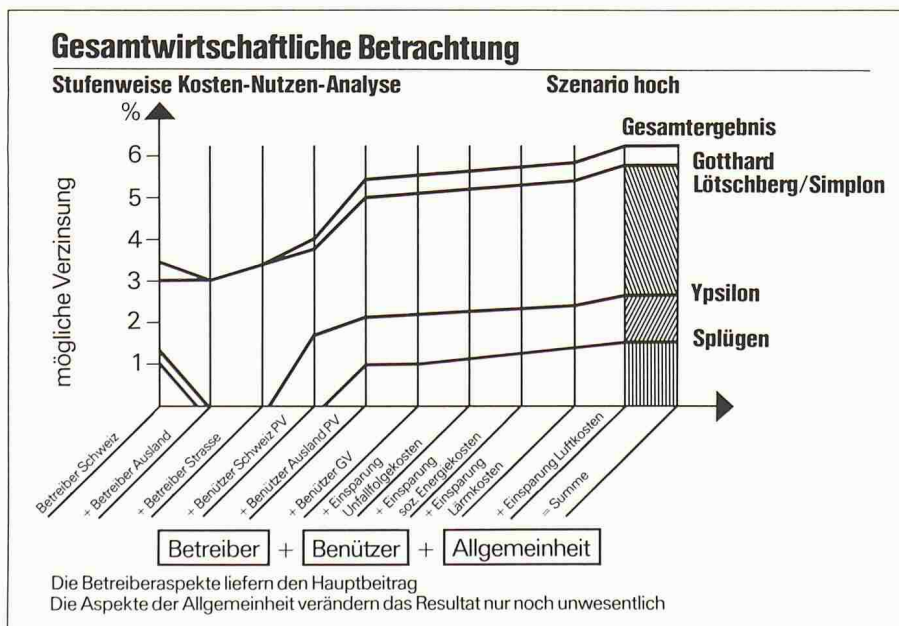 Gesamtwirtschaftliche Betrachtung
Stufenweise Kosten-Nutzen-Analyse
Szenario hoch
%
6
5
4
3
2
1
mögliche Verzinsung
Gesamtergebnis
Gotthard
Lötschberg/Simplon
Ypsilon
Splügen
Betreiber Schweiz
+ Betreiber Ausland
+ Betreiber Strasse
+ Benützer Schweiz PV
+ Benützer Ausland PV
+ Benützer GV
+ Einsparung
Unfallfolgekosten
+ Einsparung
soz. Energiekosten
+ Einsparung
Lärmkosten
+ Einsparung Luftkosten
= Summe
Betreiber + Benützer + Allgemeinheit
Die Betreiberaspekte liefern den Hauptbeitrag
Die Aspekte der Allgemeinheit verändern das Resultat nur noch unwesentlich